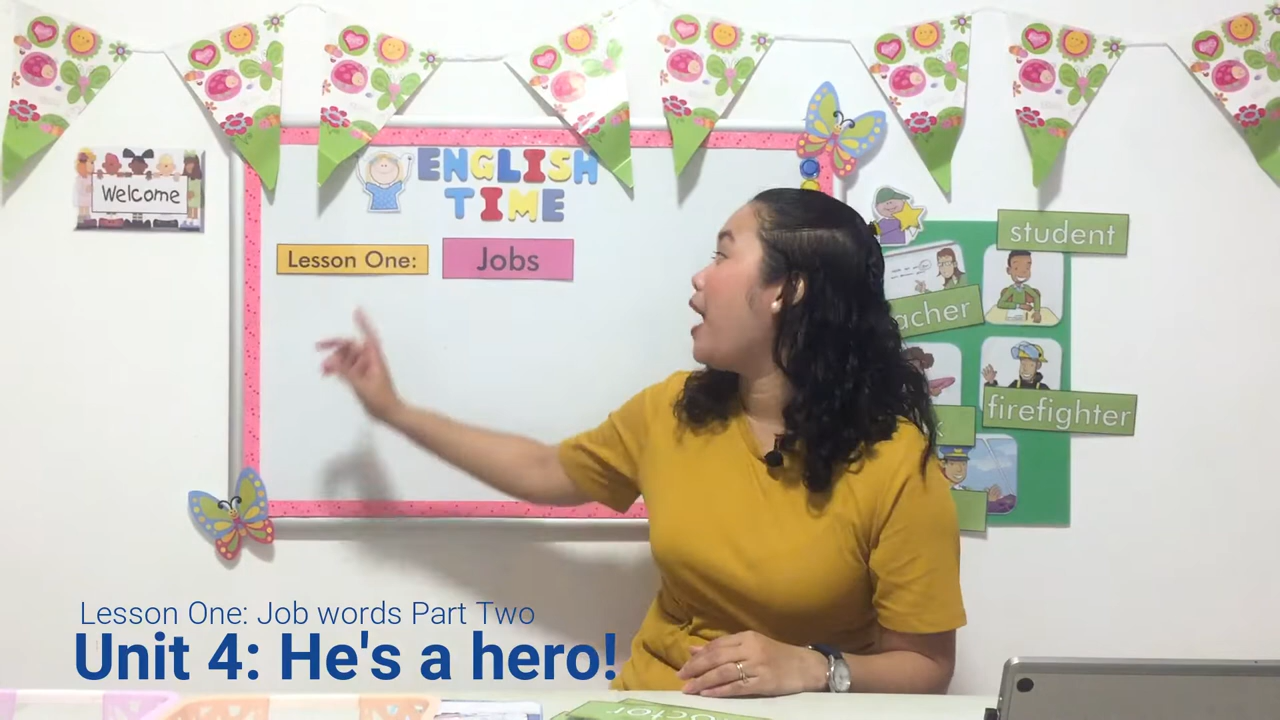 Welcome
ENGLISH
TIME
Lesson One:
Jobs
student
firefighter
Lesson One: Job words Part Two
Unit 4: He's a hero!